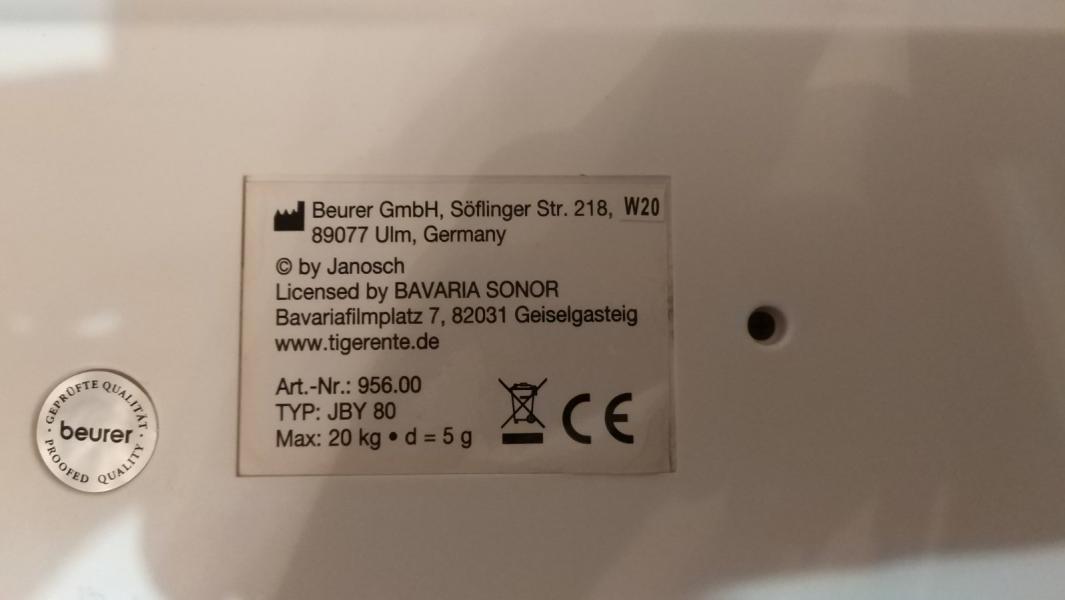 Beurer GmbH, Söflinger Str. 218, W20
89077 Ulm, Germany
© by Janosch
Licensed by BAVARIA SONOR
Bavariafilmplatz 7, 82031 Geiselgasteig
www.tigerente.de
Art.-Nr.: 956.00
TYP: JBY 80
Max: 20 kg • d = 5 g
CE
· GEPRÜFTE QUALITÄT ·
beurer
PROOFED QUALITY